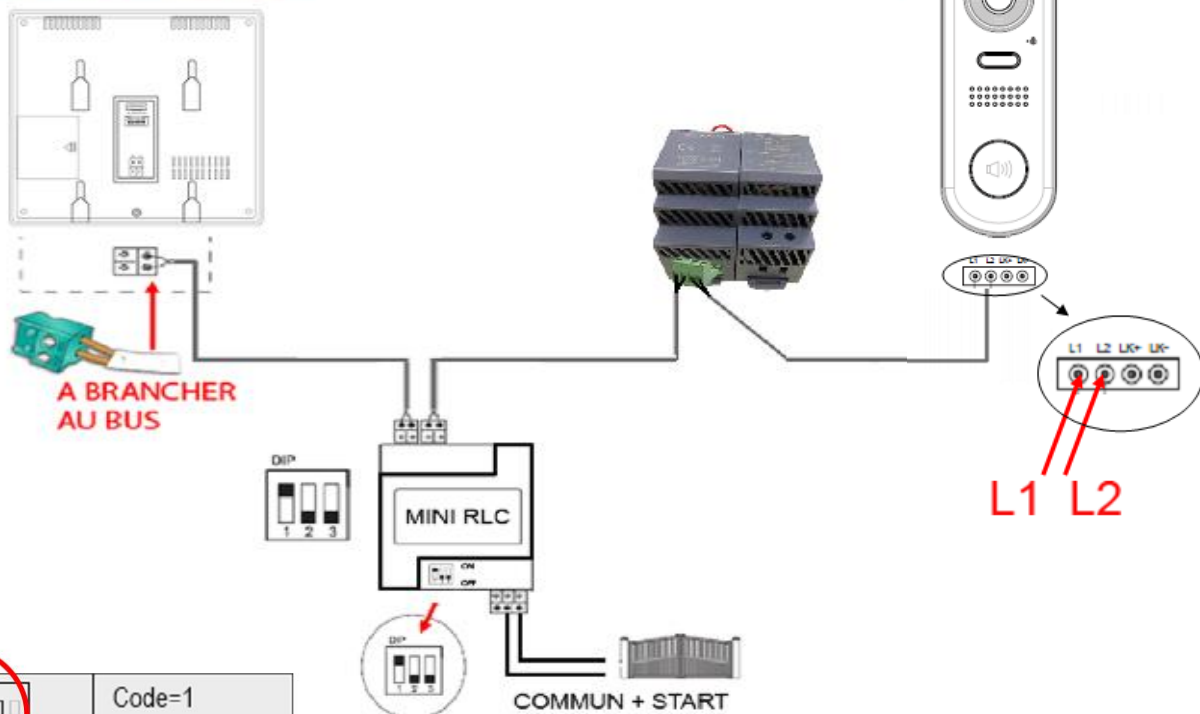 L1 L2 LK+ LK-
L1 L2 LK+ LK-
A BRANCHER
AU BUS
L1 L2
DIP
1 2 3
MINI RLC
ON
OFF
DIP
1 2 3
COMMUN + START
Code=1